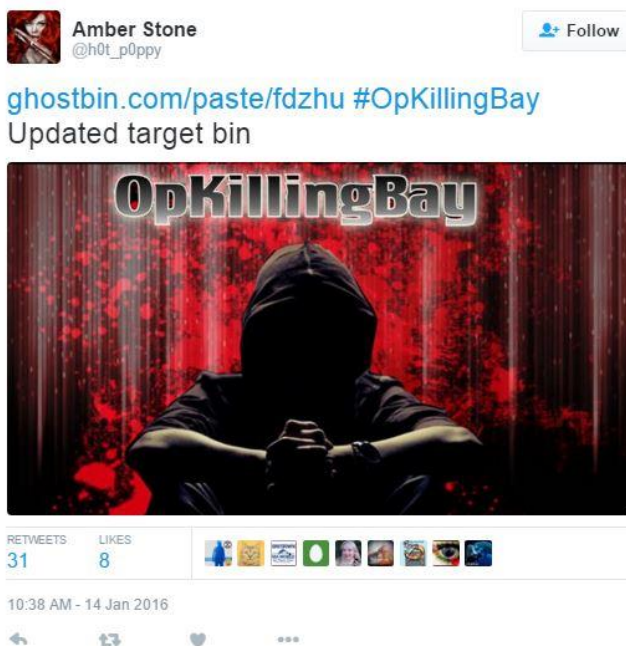 Amber Stone
@h0t_p0ppy
Follow
ghostbin.com/paste/fdzhu #OpKillingBay
Updated target bin
OpKillingBay
RETWEETS LIKES
31 8
10:38 AM - 14 Jan 2016